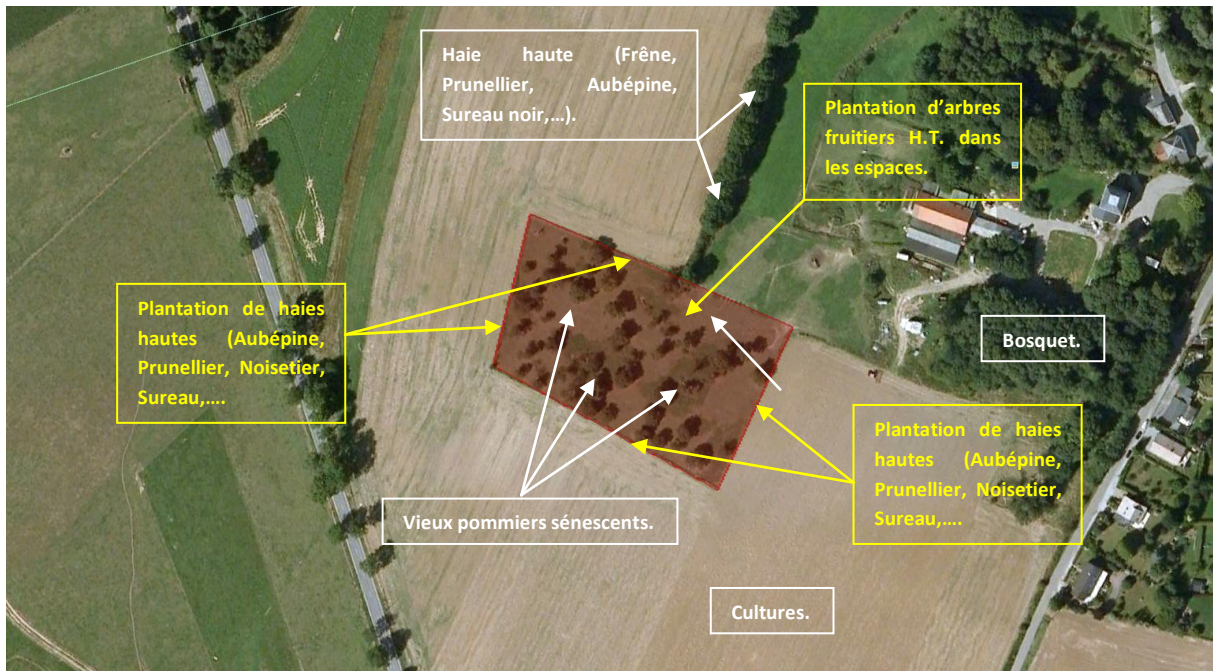 Haie haute (Frêne,
Prunellier, Aubépine,
Sureau noir,…).
Plantation d’arbres
fruitiers H.T. dans
les espaces.
Plantation de haies
hautes (Aubépine,
Prunellier, Noisetier,
Sureau,….
Bosquet.
Plantation de haies
hautes (Aubépine,
Prunellier, Noisetier,
Sureau,….
Vieux pommiers sénescents.
Cultures.